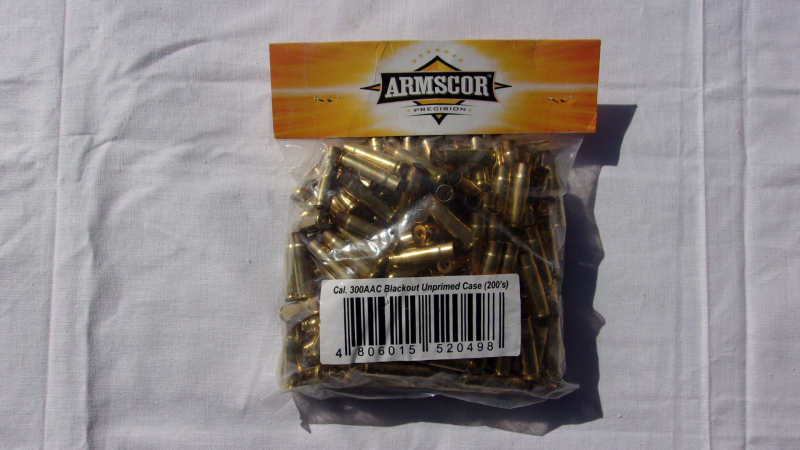 ARMSCOR
PRECISION
Cal. 300AAC Blackout Unprimed Case (200's)
4 806015 520498